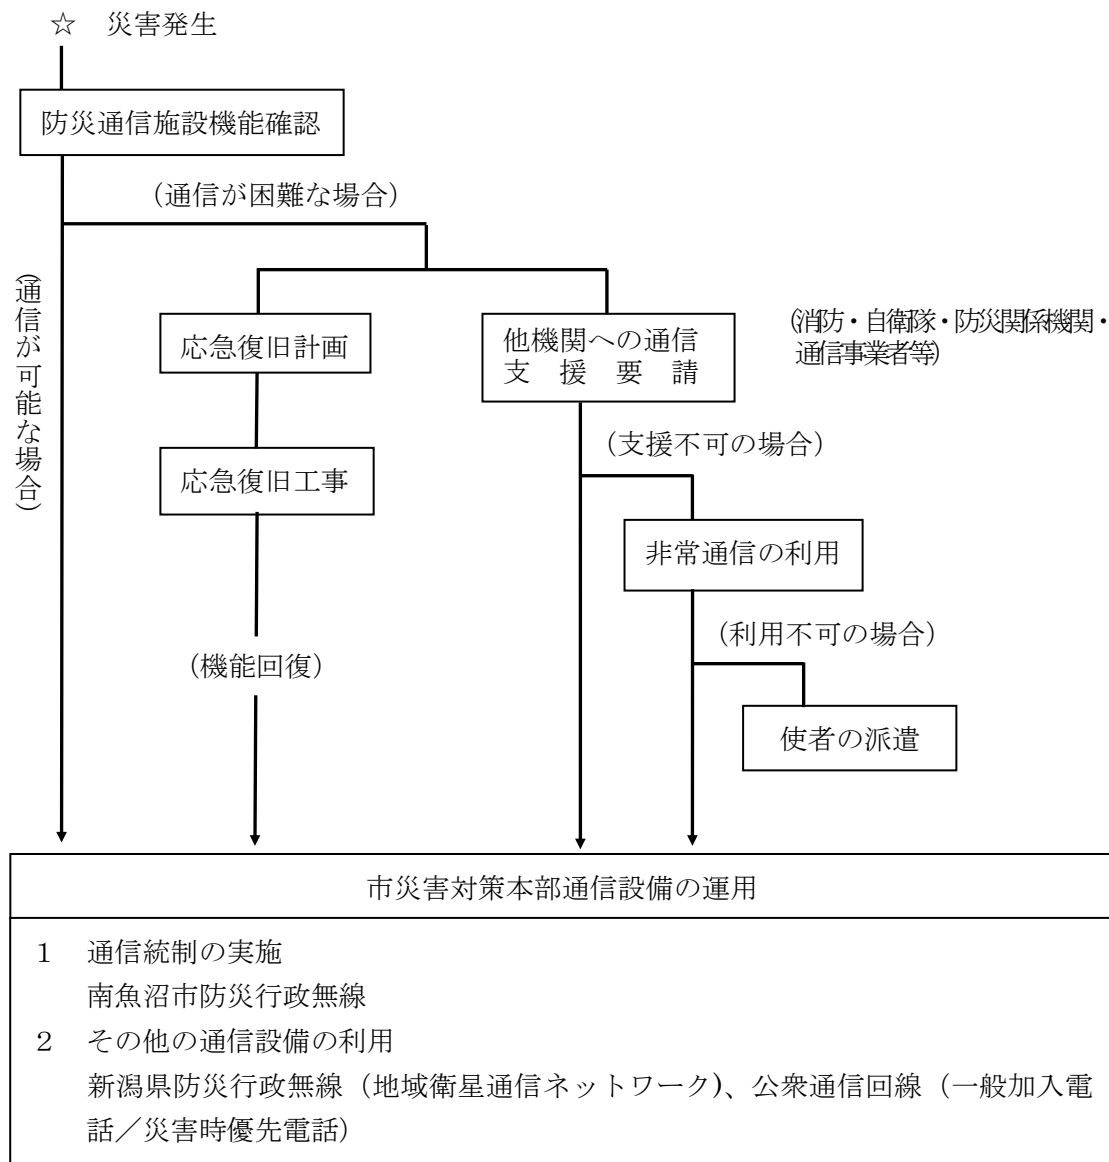 ☆ 災害発生
防災通信施設機能確認
（通信が困難な場合）
（通信が可能な場合）
応急復旧計画
他機関への通信
支 援 要 請
（消防・自衛隊・防災関係機関・
通信事業者等）
（支援不可の場合）
応急復旧工事
非常通信の利用
（利用不可の場合）
（機能回復）
使者の派遣
市災害対策本部通信設備の運用
１ 通信統制の実施
南魚沼市防災行政無線
２ その他の通信設備の利用
新潟県防災行政無線（地域衛星通信ネットワーク）、公衆通信回線（一般加入電
話／災害時優先電話）